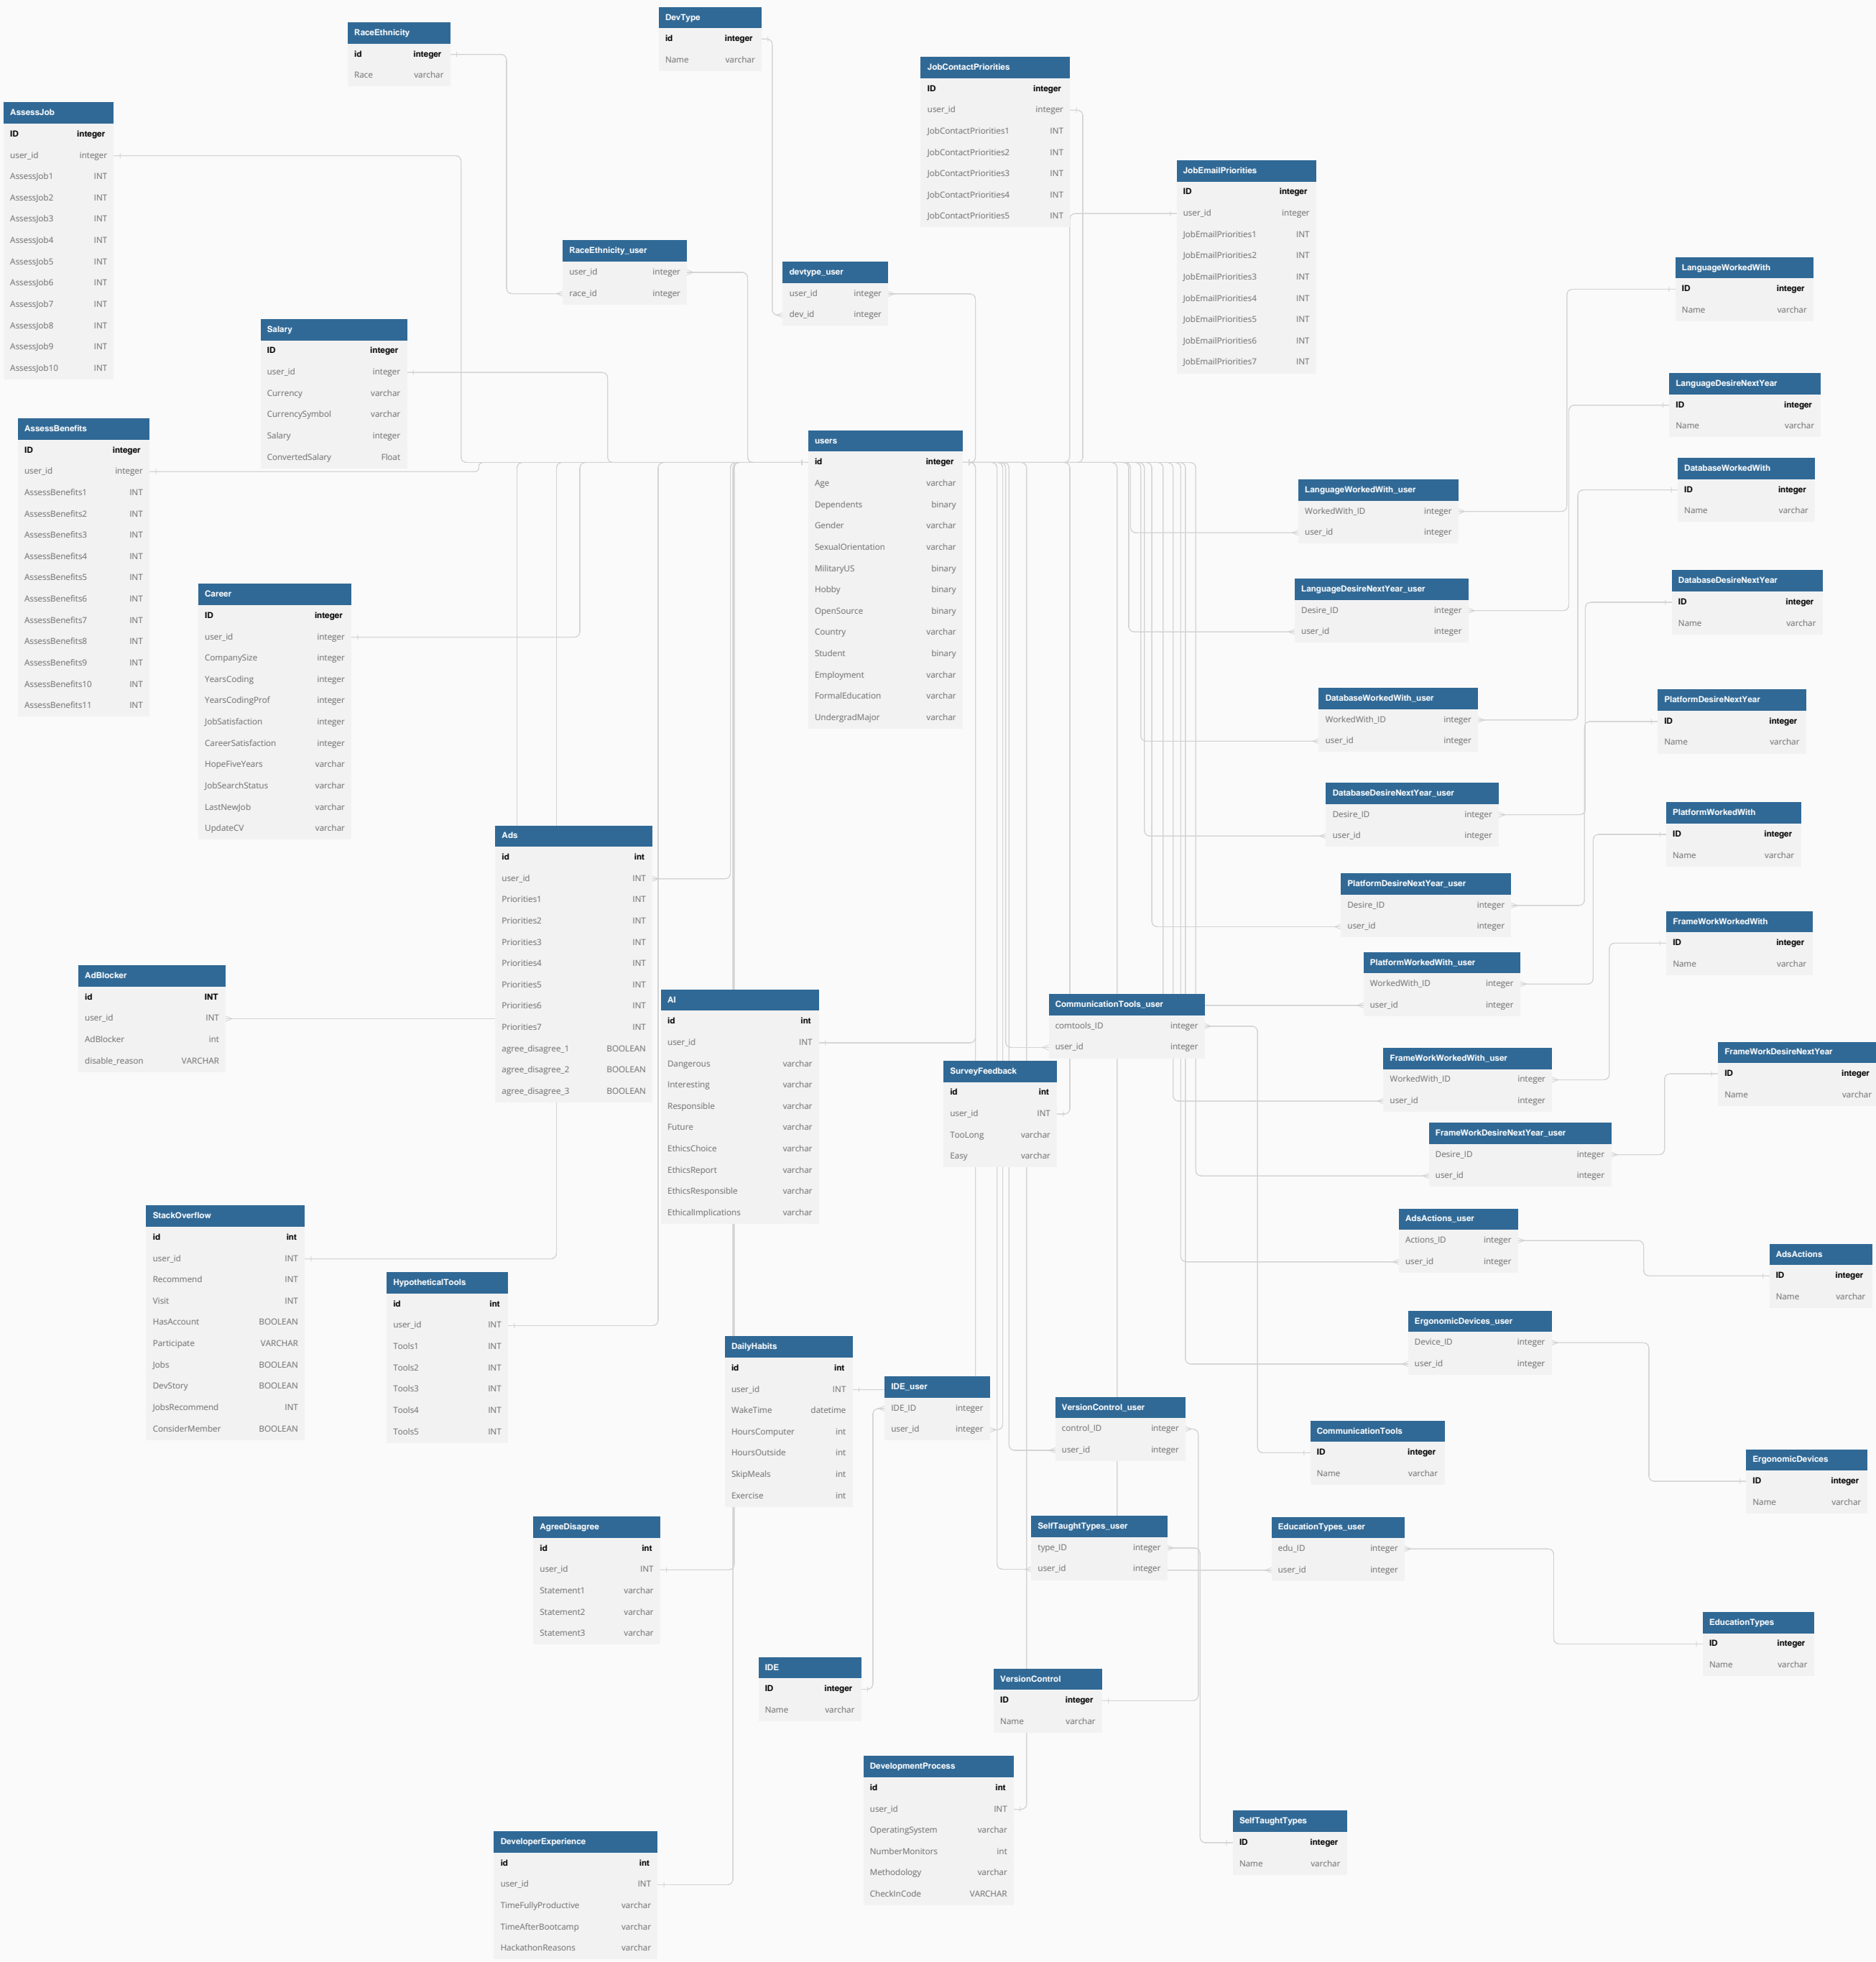 DevType
id integer
Name varchar
RaceEthnicity
id integer
Race varchar
JobContactPriorities
ID integer
user_id integer
JobContactPriorities1 INT
JobContactPriorities2 INT
JobContactPriorities3 INT
JobContactPriorities4 INT
JobContactPriorities5 INT
AssessJob
ID integer
user_id integer
AssessJob1 INT
AssessJob2 INT
AssessJob3 INT
AssessJob4 INT
AssessJob5 INT
AssessJob6 INT
AssessJob7 INT
AssessJob8 INT
AssessJob9 INT
AssessJob10 INT
JobEmailPriorities
ID integer
user_id integer
JobEmailPriorities1 INT
JobEmailPriorities2 INT
JobEmailPriorities3 INT
JobEmailPriorities4 INT
JobEmailPriorities5 INT
JobEmailPriorities6 INT
JobEmailPriorities7 INT
RaceEthnicity_user
user_id integer
race_id integer
devtype_user
user_id integer
dev_id integer
LanguageWorkedWith
ID integer
Name varchar
Salary
ID integer
user_id integer
Currency varchar
CurrencySymbol varchar
Salary integer
ConvertedSalary Float
LanguageDesireNextYear
ID integer
Name varchar
AssessBenefits
ID integer
user_id integer
AssessBenefits1 INT
AssessBenefits2 INT
AssessBenefits3 INT
AssessBenefits4 INT
AssessBenefits5 INT
AssessBenefits6 INT
AssessBenefits7 INT
AssessBenefits8 INT
AssessBenefits9 INT
AssessBenefits10 INT
AssessBenefits11 INT
users
id integer
Age varchar
Dependents binary
Gender varchar
SexualOrientation varchar
MilitaryUS binary
Hobby binary
OpenSource binary
Country varchar
Student binary
Employment varchar
FormalEducation varchar
UndergradMajor varchar
DatabaseWorkedWith
ID integer
Name varchar
LanguageWorkedWith_user
WorkedWith_ID integer
user_id integer
DatabaseDesireNextYear
ID integer
Name varchar
LanguageDesireNextYear_user
Desire_ID integer
user_id integer
Career
ID integer
user_id integer
CompanySize integer
YearsCoding integer
YearsCodingProf integer
JobSatisfaction integer
CareerSatisfaction integer
HopeFiveYears varchar
JobSearchStatus varchar
LastNewJob varchar
UpdateCV varchar
DatabaseWorkedWith_user
WorkedWith_ID integer
user_id integer
PlatformDesireNextYear
ID integer
Name varchar
DatabaseDesireNextYear_user
Desire_ID integer
user_id integer
PlatformWorkedWith
ID integer
Name varchar
Ads
id int
user_id INT
Priorities1 INT
Priorities2 INT
Priorities3 INT
Priorities4 INT
Priorities5 INT
Priorities6 INT
Priorities7 INT
agree_disagree_1 BOOLEAN
agree_disagree_2 BOOLEAN
agree_disagree_3 BOOLEAN
PlatformDesireNextYear_user
Desire_ID integer
user_id integer
FrameWorkWorkedWith
ID integer
Name varchar
PlatformWorkedWith_user
WorkedWith_ID integer
user_id integer
AdBlocker
id INT
user_id INT
AdBlocker int
disable_reason VARCHAR
AI
id int
user_id INT
Dangerous varchar
Interesting varchar
Responsible varchar
Future varchar
EthicsChoice varchar
EthicsReport varchar
EthicsResponsible varchar
EthicalImplications varchar
CommunicationTools_user
comtools_ID integer
user_id integer
FrameWorkWorkedWith_user
WorkedWith_ID integer
user_id integer
FrameWorkDesireNextYear
ID integer
Name varchar
SurveyFeedback
id int
user_id INT
TooLong varchar
Easy varchar
FrameWorkDesireNextYear_user
Desire_ID integer
user_id integer
StackOverflow
id int
user_id INT
Recommend INT
Visit INT
HasAccount BOOLEAN
Participate VARCHAR
Jobs BOOLEAN
DevStory BOOLEAN
JobsRecommend INT
ConsiderMember BOOLEAN
AdsActions_user
Actions_ID integer
user_id integer
AdsActions
ID integer
Name varchar
HypotheticalTools
id int
user_id INT
Tools1 INT
Tools2 INT
Tools3 INT
Tools4 INT
Tools5 INT
ErgonomicDevices_user
Device_ID integer
user_id integer
DailyHabits
id int
user_id INT
WakeTime datetime
HoursComputer int
HoursOutside int
SkipMeals int
Exercise int
IDE_user
IDE_ID integer
user_id integer
VersionControl_user
control_ID integer
user_id integer
CommunicationTools
ID integer
Name varchar
ErgonomicDevices
ID integer
Name varchar
AgreeDisagree
id int
user_id INT
Statement1 varchar
Statement2 varchar
Statement3 varchar
SelfTaughtTypes_user
type_ID integer
user_id integer
EducationTypes_user
edu_ID integer
user_id integer
EducationTypes
ID integer
Name varchar
IDE
ID integer
Name varchar
VersionControl
ID integer
Name varchar
DevelopmentProcess
id int
user_id INT
OperatingSystem varchar
NumberMonitors int
Methodology varchar
CheckInCode VARCHAR
SelfTaughtTypes
ID integer
Name varchar
DeveloperExperience
id int
user_id INT
TimeFullyProductive varchar
TimeAfterBootcamp varchar
HackathonReasons varchar